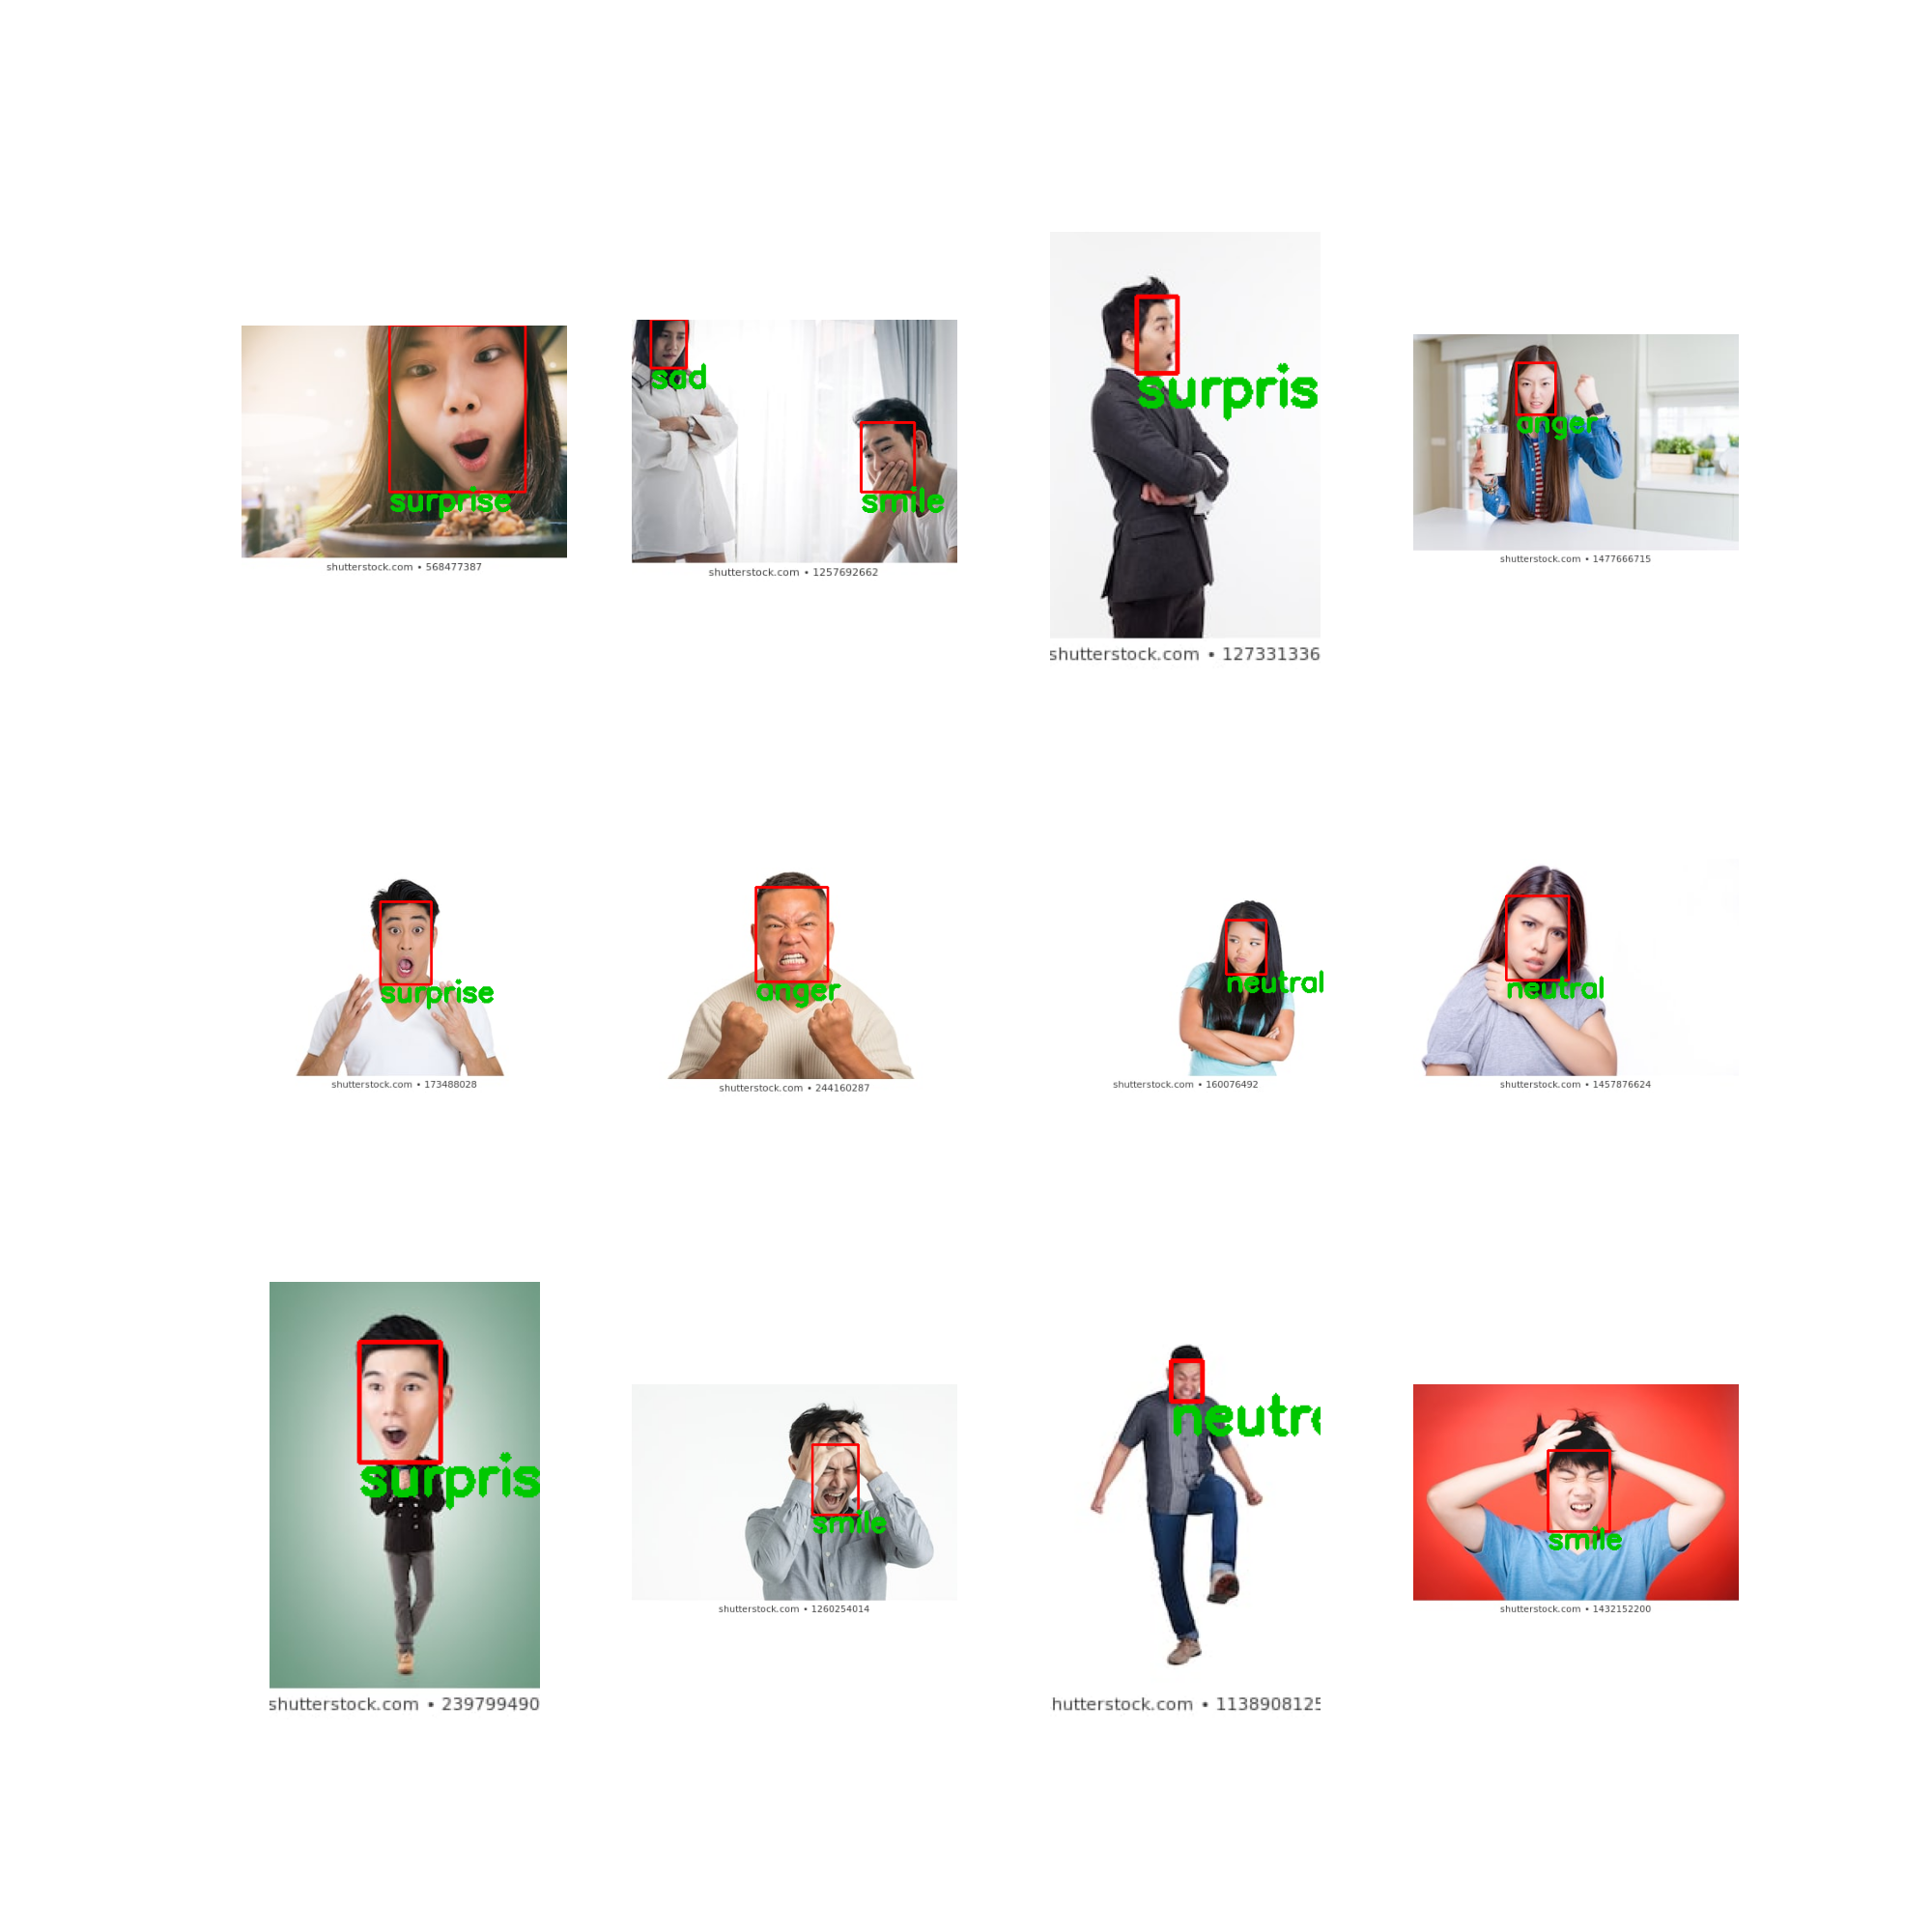 surprise
shutterstock.com • 568477387
sad
smile
shutterstock.com • 1257692662
surpris
shutterstock.com • 127331336
anger
shutterstock.com • 1477666715
surprise
shutterstock.com • 173488028
anger
shutterstock.com • 244160287
neutral
shutterstock.com • 160076492
neutral
shutterstock.com • 1457876624
surpris
shutterstock.com • 239799490
smile
shutterstock.com • 1260254014
neutr
hutterstock.com • 1138908125
smile
shutterstock.com • 1432152200